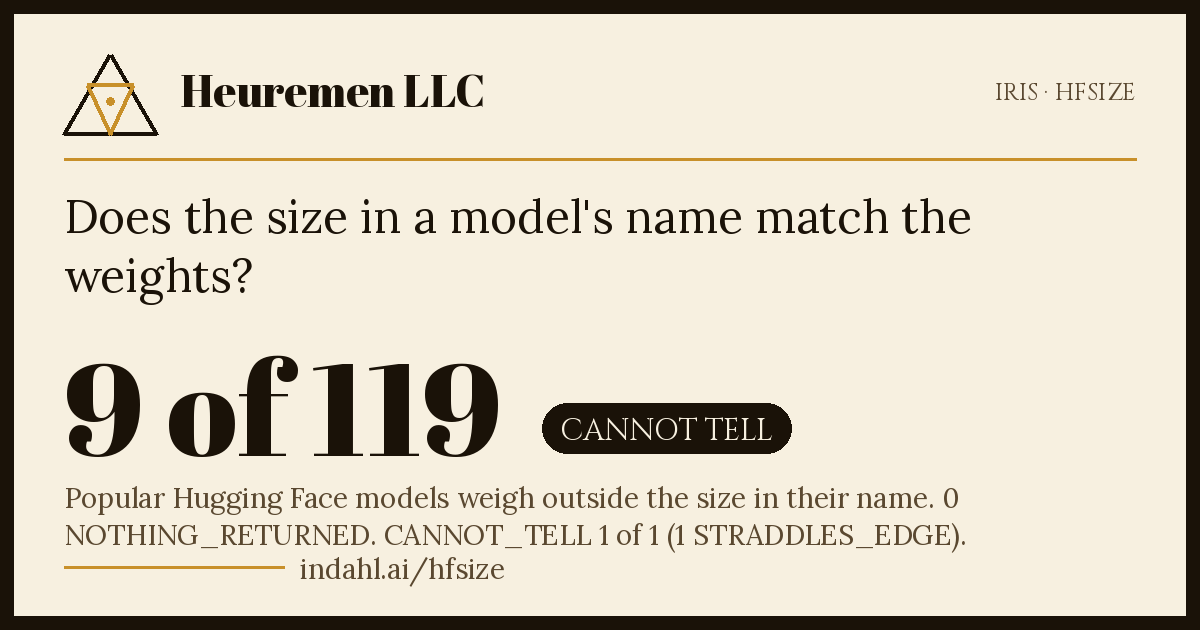 Heuremen LLC
IRIS · HFSIZE
Does the size in a model's name match the
weights?
9 of 119
CANNOT TELL
Popular Hugging Face models weigh outside the size in their name. 0
NOTHING_RETURNED. CANNOT_TELL 1 of 1 (1 STRADDLES_EDGE).
indahl.ai/hfsize